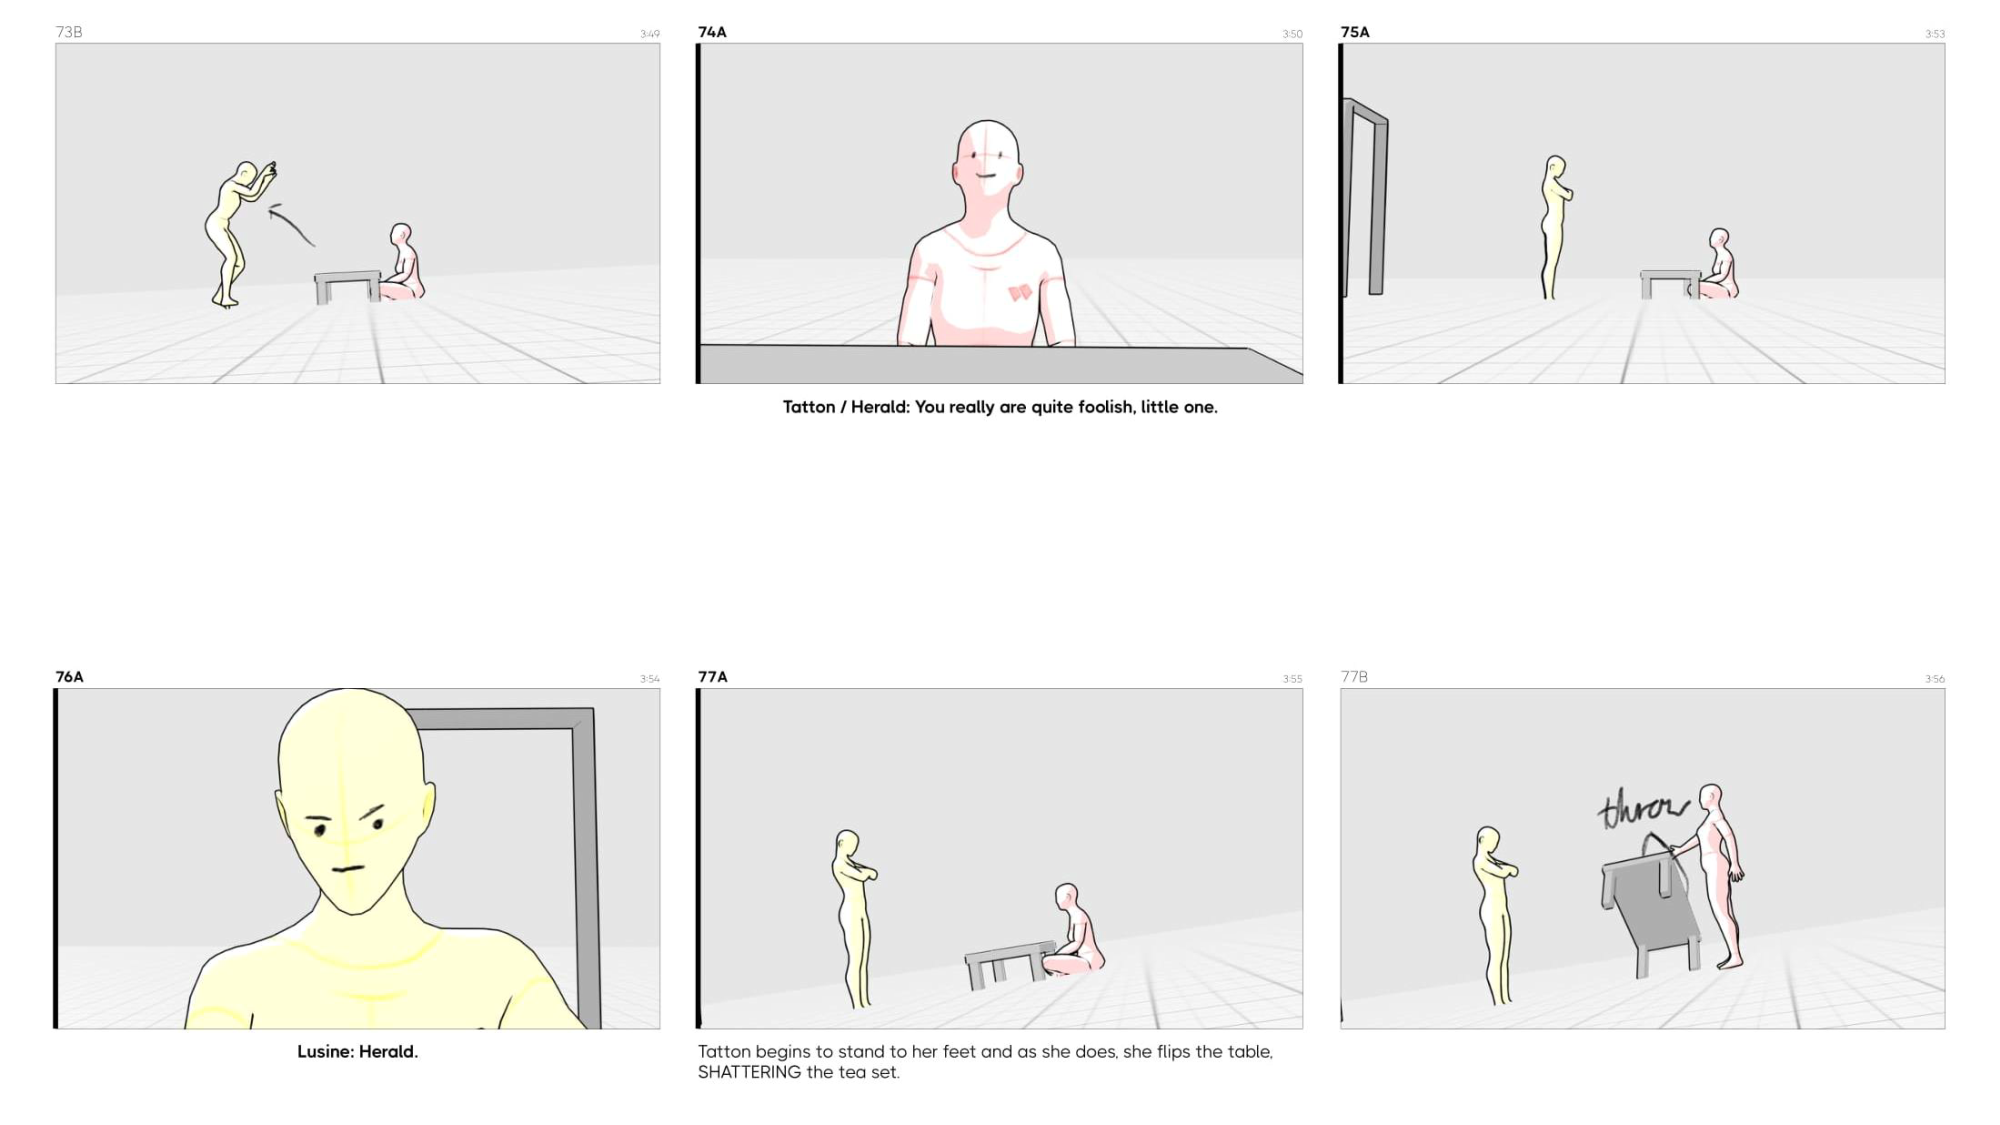 73B 3:49 74A 3:50 75A 3:53
Tatton / Herald: You really are quite foolish, little one.
76A 3:54 77A 3:55 77B 3:56
throw
Lusine: Herald.
Tatton begins to stand to her feet and as she does, she flips the table,
SHATTERING the tea set.